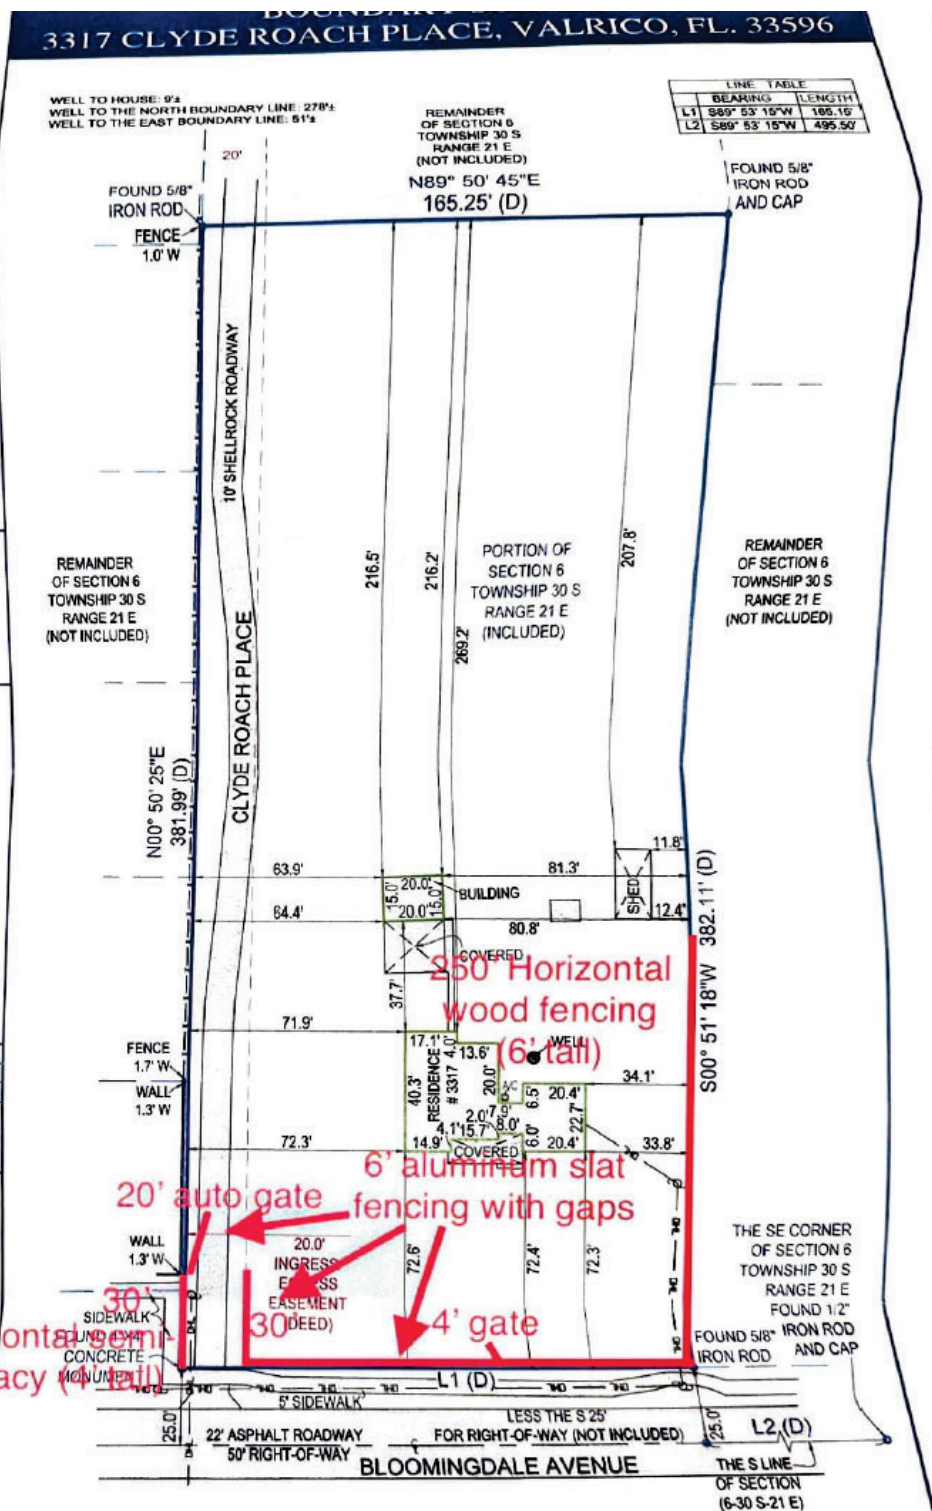 3317 CLYDE ROACH PLACE, VALRICO, FL. 33596
WELL TO HOUSE: 9'±
WELL TO THE NORTH BOUNDARY LINE: 278'±
WELL TO THE EAST BOUNDARY LINE: 51'±
LINE TABLE
BEARING LENGTH
L1 S89° 53' 15"W 165.16'
L2 S89° 53' 15"W 495.50'
REMAINDER
OF SECTION 6
TOWNSHIP 30 S
RANGE 21 E
(NOT INCLUDED)
20'
N89° 50' 45"E
165.25' (D)
FOUND 5/8"
IRON ROD
FENCE
1.0' W
FOUND 5/8"
IRON ROD
AND CAP
10' SHELLROCK ROADWAY
216.5'
216.2'
269.2'
207.8'
PORTION OF
SECTION 6
TOWNSHIP 30 S
RANGE 21 E
(INCLUDED)
REMAINDER
OF SECTION 6
TOWNSHIP 30 S
RANGE 21 E
(NOT INCLUDED)
REMAINDER
OF SECTION 6
TOWNSHIP 30 S
RANGE 21 E
(NOT INCLUDED)
CLYDE ROACH PLACE
N00° 50' 25"E
381.99' (D)
S00° 51' 18"W 382.11' (D)
63.9'
20.0'
15.0'
15.0'
20.0'
BUILDING
81.3'
11.8'
SHED
12.4'
64.4'
80.8'
COVERED
37.7'
250' Horizontal
wood fencing
(6' tall)
WELL
71.9'
17.1'
4.0'
13.6'
FENCE
1.7' W
WALL
1.3' W
40.3'
RESIDENCE
# 3317
20.0'
AC
6.5'
20.4'
34.1'
7.9'
2.0'
8.0'
22.7'
4.1'
15.7'
6.0'
72.3'
14.9'
COVERED
20.4'
33.8'
6' aluminum slat
fencing with gaps
20' auto gate
WALL
1.3' W
20.0'
INGRESS
EGRESS
EASEMENT
(DEED)
72.6'
72.4'
72.3'
OHL
OHL
OHL
THE SE CORNER
OF SECTION 6
TOWNSHIP 30 S
RANGE 21 E
FOUND 1/2"
IRON ROD
AND CAP
30'
SIDEWALK
CONCRETE
30'
4' gate
FOUND 5/8"
IRON ROD
(4' tall)
L1 (D)
5' SIDEWALK
25.0'
22' ASPHALT ROADWAY
50' RIGHT-OF-WAY
LESS THE S 25'
FOR RIGHT-OF-WAY (NOT INCLUDED)
25.0'
L2 (D)
BLOOMINGDALE AVENUE
THE S LINE
OF SECTION
(6-30 S-21 E)